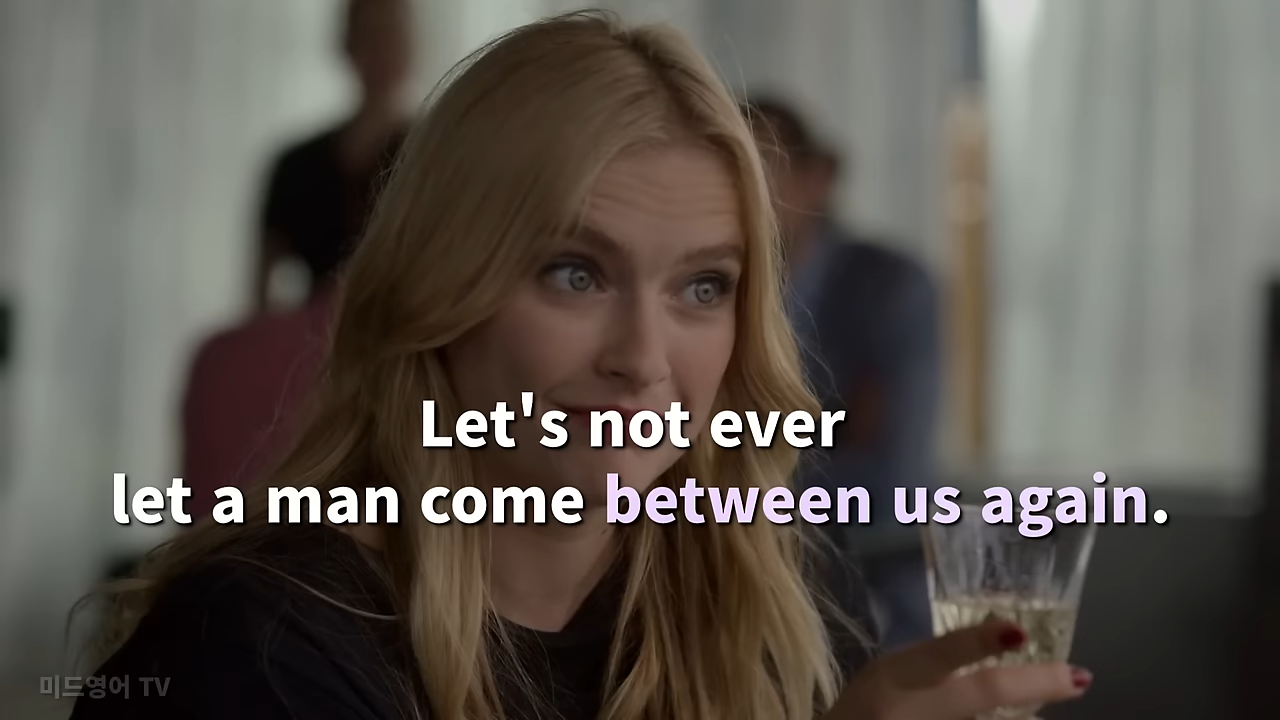 Let's not ever
let a man come between us again.
미드영어 TV